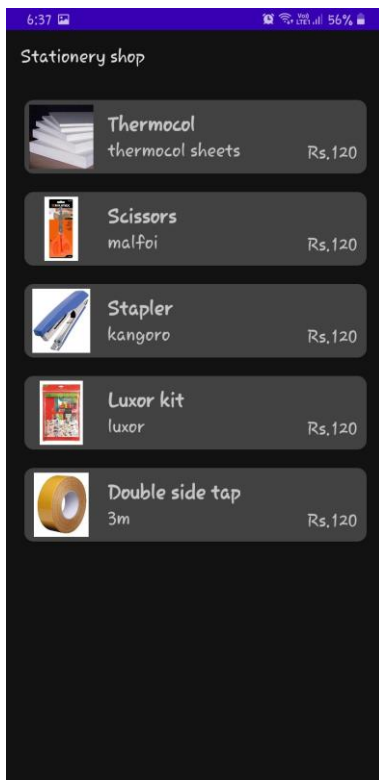 6:37
56%
Stationery shop
Thermocol
thermocol sheets
Rs.120
Scissors
malfoi
Rs.120
Stapler
kangoro
Rs.120
Luxor kit
luxor
Rs.120
Double side tap
3m
Rs.120